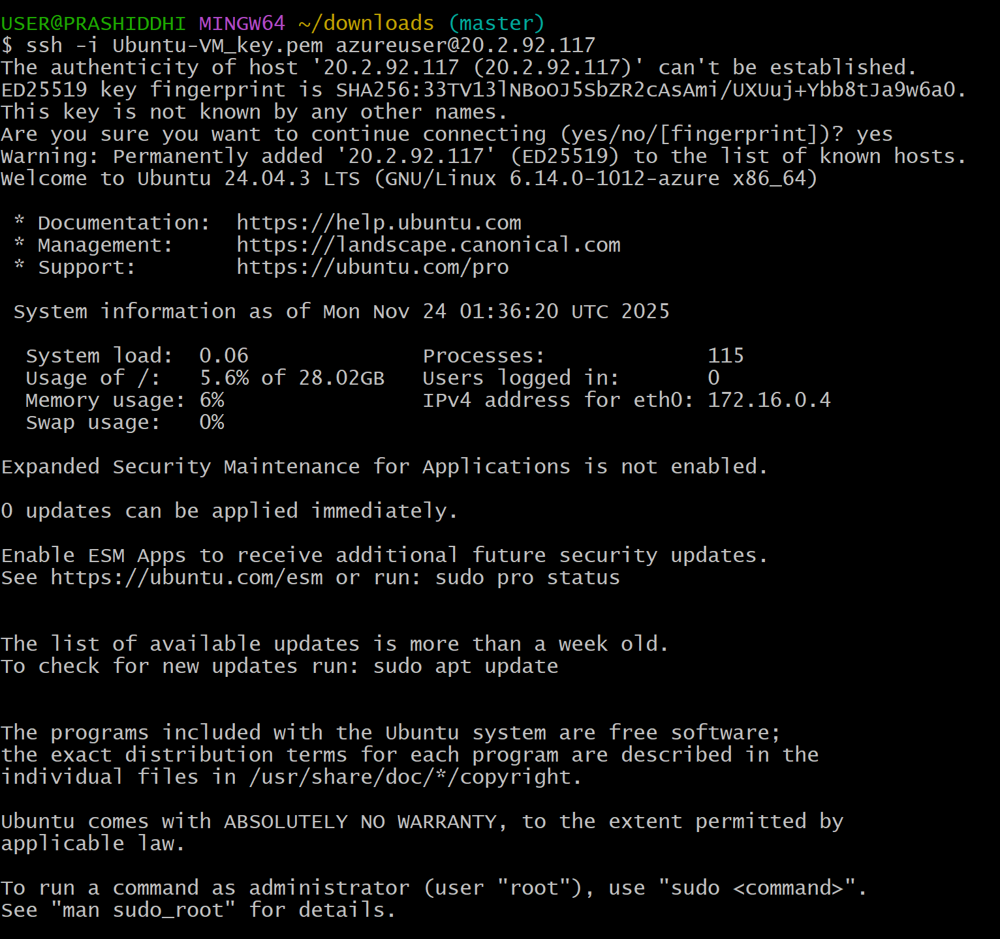 USER@PRASHIDDHI MINGW64 ~/downloads (master)
$ ssh -i Ubuntu-VM_key.pem azureuser@20.2.92.117
The authenticity of host '20.2.92.117 (20.2.92.117)' can't be established.
ED25519 key fingerprint is SHA256:33TV13lNBoOJ5SbZR2cAsAmi/UXUuj+Ybb8tJa9w6a0.
This key is not known by any other names.
Are you sure you want to continue connecting (yes/no/[fingerprint])? yes
Warning: Permanently added '20.2.92.117' (ED25519) to the list of known hosts.
Welcome to Ubuntu 24.04.3 LTS (GNU/Linux 6.14.0-1012-azure x86_64)

 * Documentation:  https://help.ubuntu.com
 * Management:     https://landscape.canonical.com
 * Support:        https://ubuntu.com/pro

 System information as of Mon Nov 24 01:36:20 UTC 2025

  System load:  0.06              Processes:             115
  Usage of /:   5.6% of 28.02GB   Users logged in:       0
  Memory usage: 6%                IPv4 address for eth0: 172.16.0.4
  Swap usage:   0%

Expanded Security Maintenance for Applications is not enabled.

0 updates can be applied immediately.

Enable ESM Apps to receive additional future security updates.
See https://ubuntu.com/esm or run: sudo pro status

The list of available updates is more than a week old.
To check for new updates run: sudo apt update

The programs included with the Ubuntu system are free software;
the exact distribution terms for each program are described in the
individual files in /usr/share/doc/*/copyright.

Ubuntu comes with ABSOLUTELY NO WARRANTY, to the extent permitted by
applicable law.

To run a command as administrator (user "root"), use "sudo <command>".
See "man sudo_root" for details.